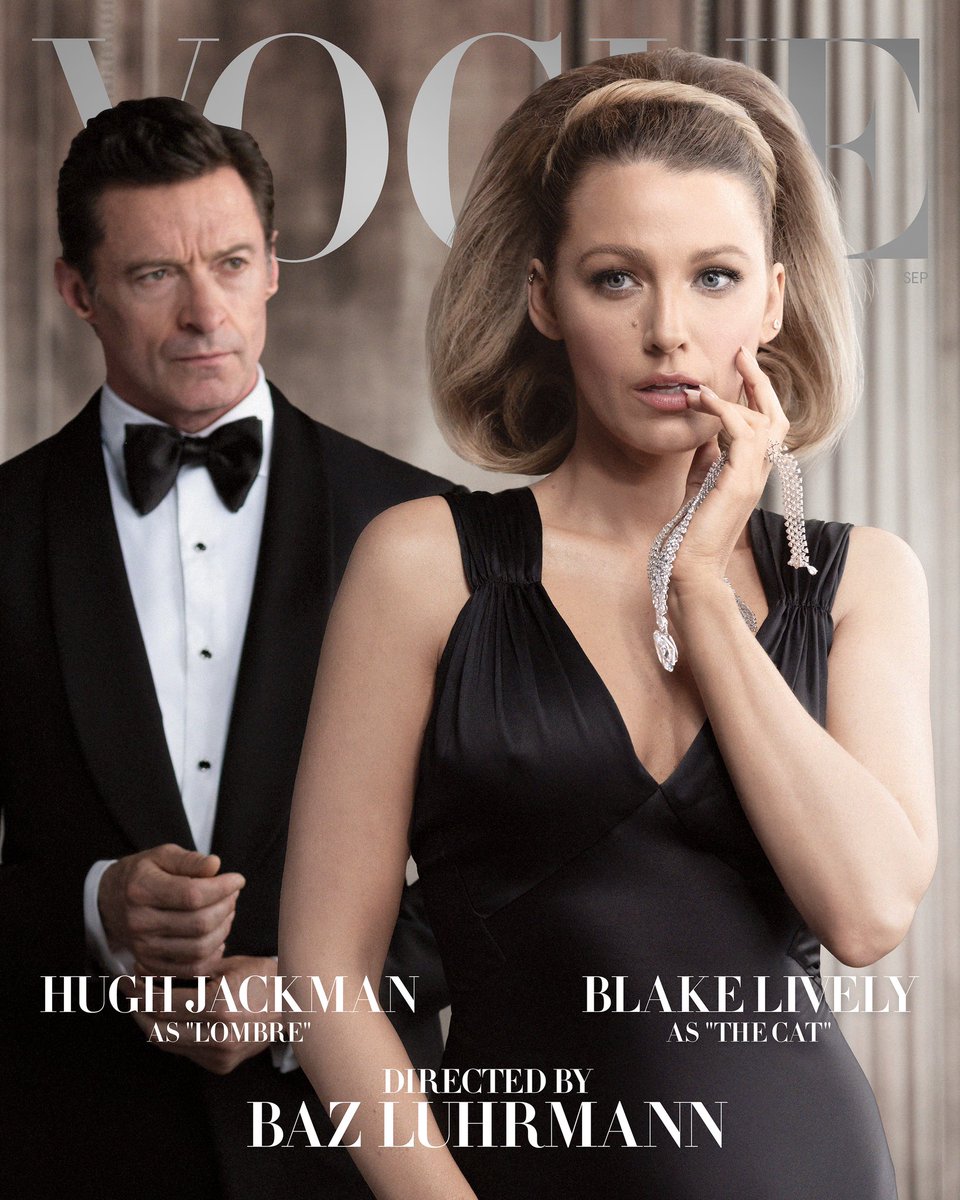 VOGUE
SEP
HUGH JACKMAN
AS "L'OMBRE"
BLAKE LIVELY
AS "THE CAT"
DIRECTED BY
BAZ LUHRMANN